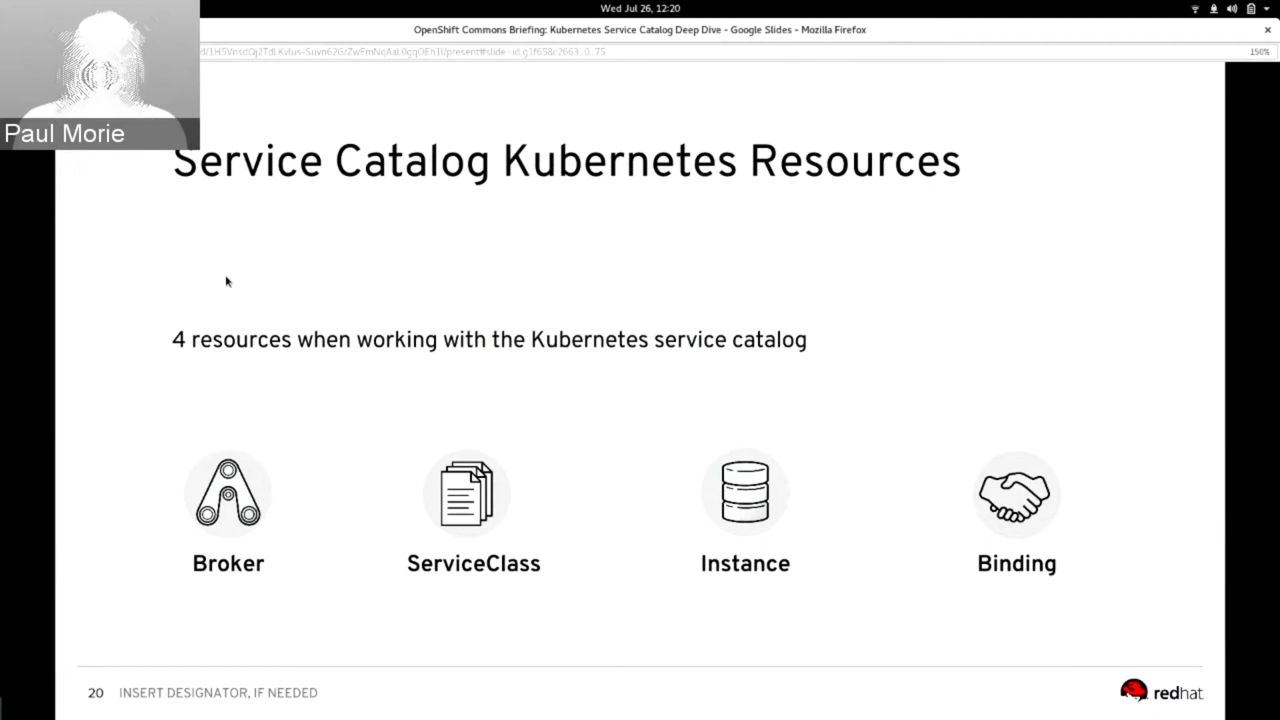 Wed Jul 26, 12:20
OpenShift Commons Briefing: Kubernetes Service Catalog Deep Dive - Google Slides - Mozilla Firefox
150%
Paul Morie
Service Catalog Kubernetes Resources
4 resources when working with the Kubernetes service catalog
Broker ServiceClass Instance Binding
20 INSERT DESIGNATOR, IF NEEDED
redhat